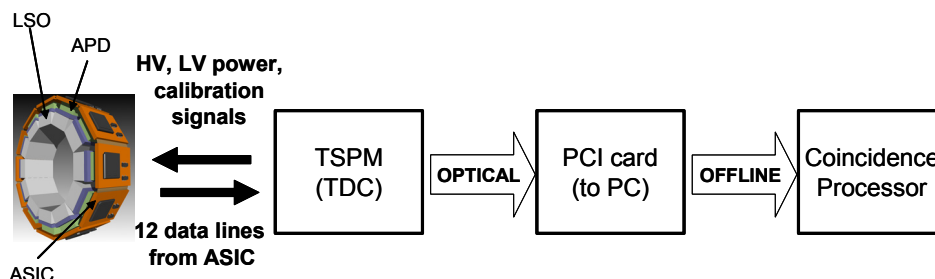 LSO
APD
HV, LV power,
calibration
signals
TSPM
(TDC)
OPTICAL
PCI card
(to PC)
OFFLINE
Coincidence
Processor
12 data lines
from ASIC
ASIC